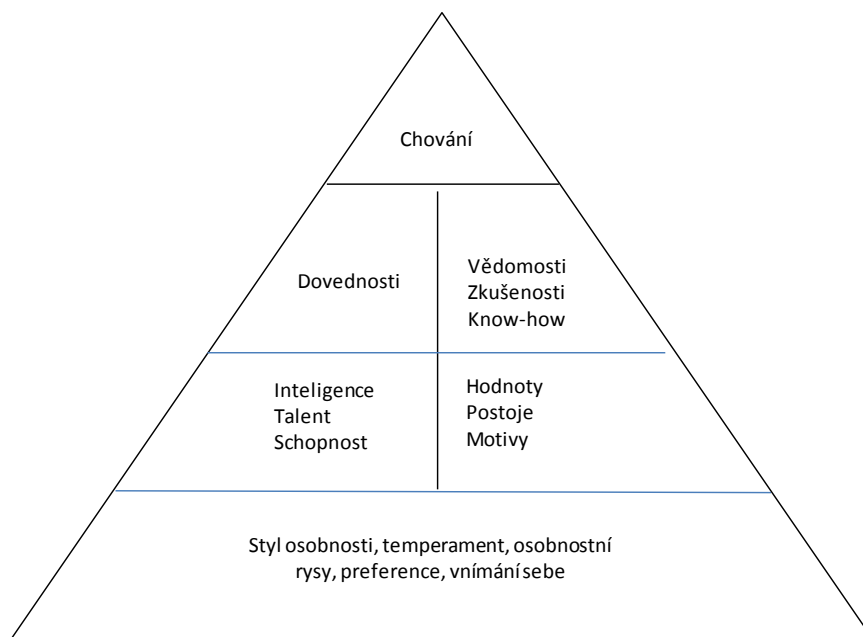 Chování
Dovednosti
Vědomosti
Zkušenosti
Know-how
Inteligence
Talent
Schopnost
Hodnoty
Postoje
Motivy
Styl osobnosti, temperament, osobnostní
rysy, preference, vnímání sebe